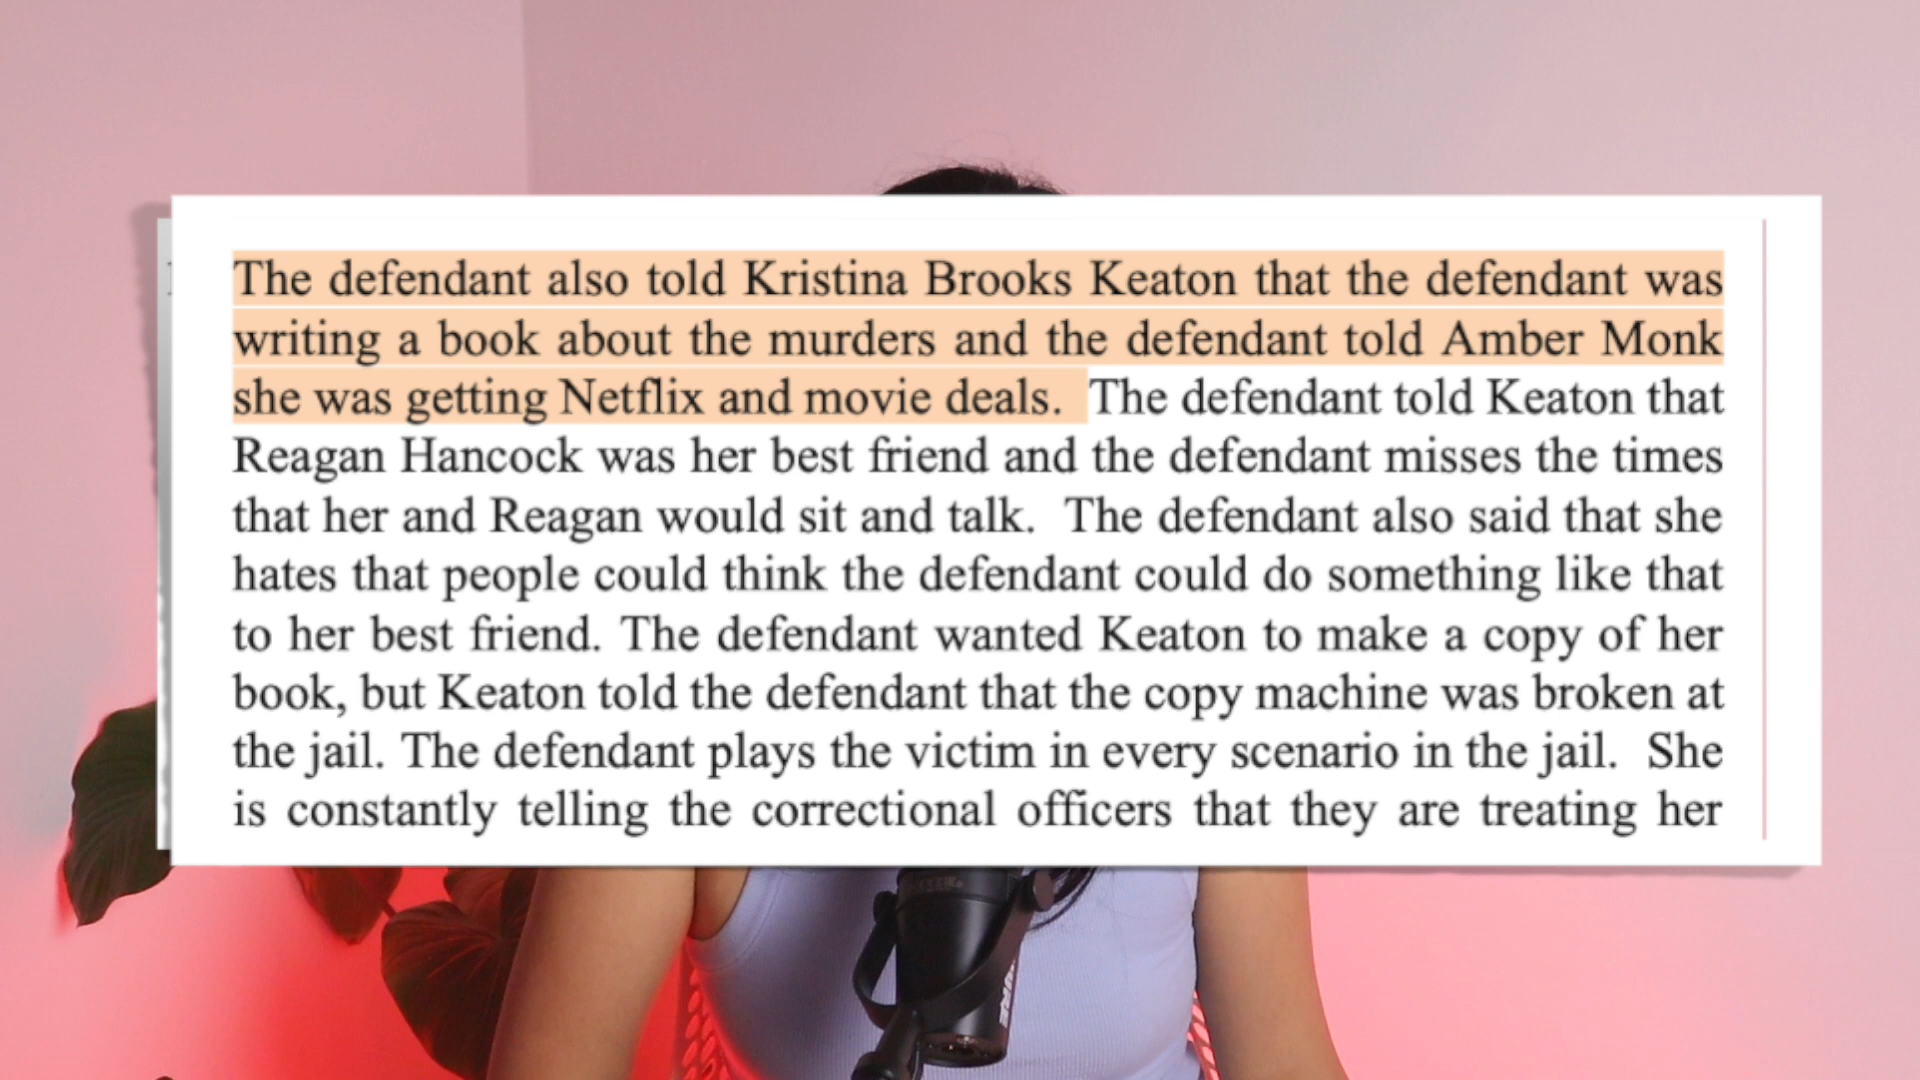 The defendant also told Kristina Brooks Keaton that the defendant was
writing a book about the murders and the defendant told Amber Monk
she was getting Netflix and movie deals. The defendant told Keaton that
Reagan Hancock was her best friend and the defendant misses the times
that her and Reagan would sit and talk. The defendant also said that she
hates that people could think the defendant could do something like that
to her best friend. The defendant wanted Keaton to make a copy of her
book, but Keaton told the defendant that the copy machine was broken at
the jail. The defendant plays the victim in every scenario in the jail. She
is constantly telling the correctional officers that they are treating her